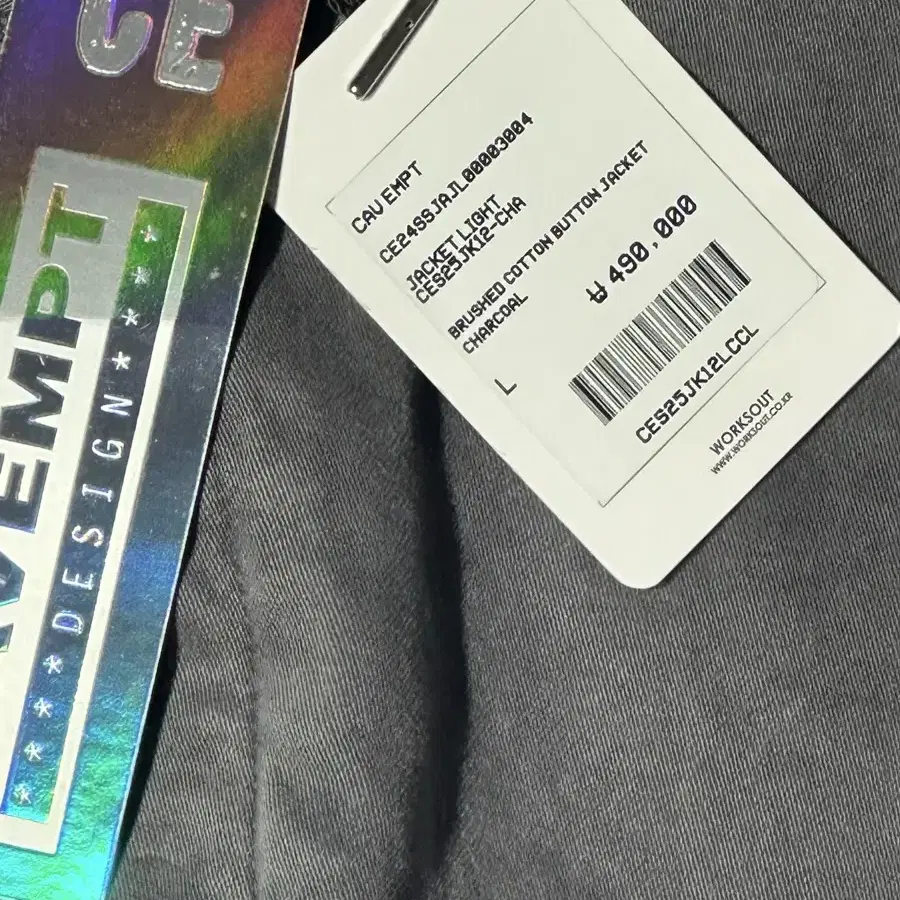 CE
VEMPT
****DESIGN****
CAV EMPT
CE24SSJAJL00003004
JACKET LIGHT
CES25JK12-CHA
BRUSHED COTTON BUTTON JACKET
CHARCOAL
₩490,000
L
CES25JK12LCCL
WORKSOUT
WWW.WORKSOUT.CO.KR